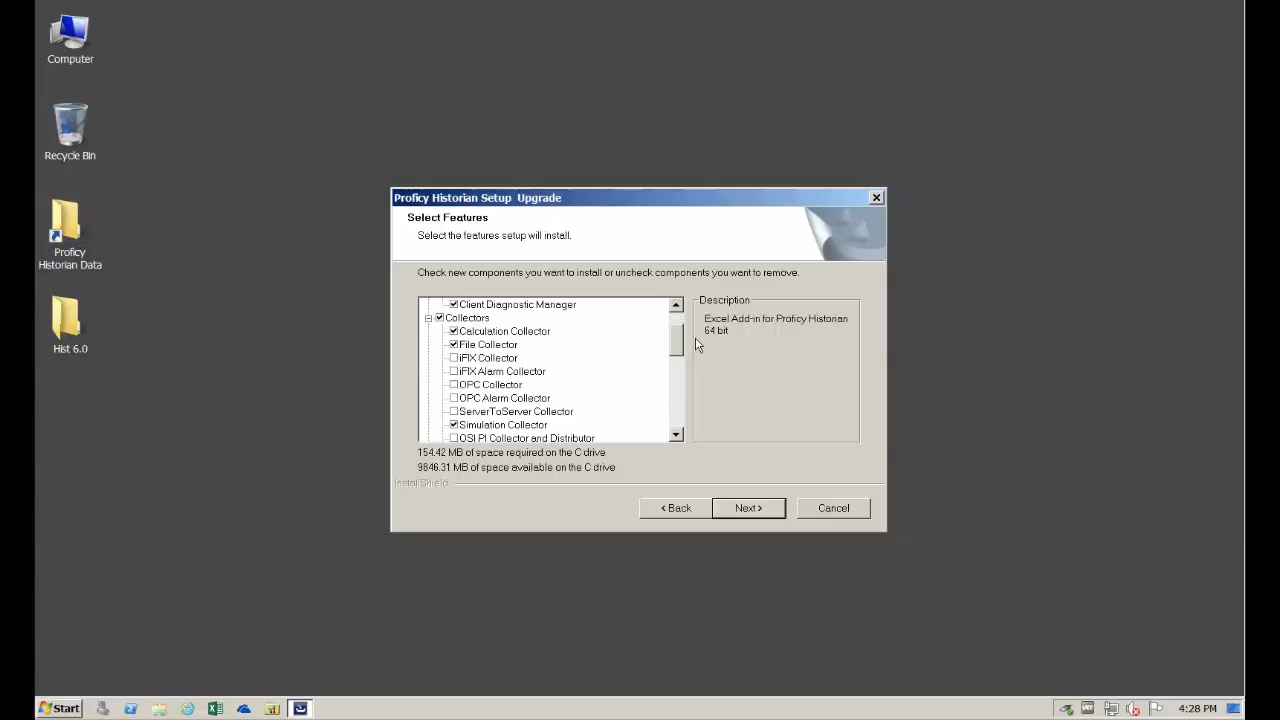 Computer
Recycle Bin
Proficy
Historian Data
Hist 6.0
Proficy Historian Setup Upgrade
Select Features
Select the features setup will install.
Check new components you want to install or uncheck components you want to remove.
Client Diagnostic Manager
Collectors
Calculation Collector
File Collector
iFIX Collector
iFIX Alarm Collector
OPC Collector
OPC Alarm Collector
ServerToServer Collector
Simulation Collector
OSI PI Collector and Distributor
Description
Excel Add-in for Proficy Historian
64 bit
154.42 MB of space required on the C drive
9846.31 MB of space available on the C drive
InstallShield
< Back
Next >
Cancel
Start
4:28 PM